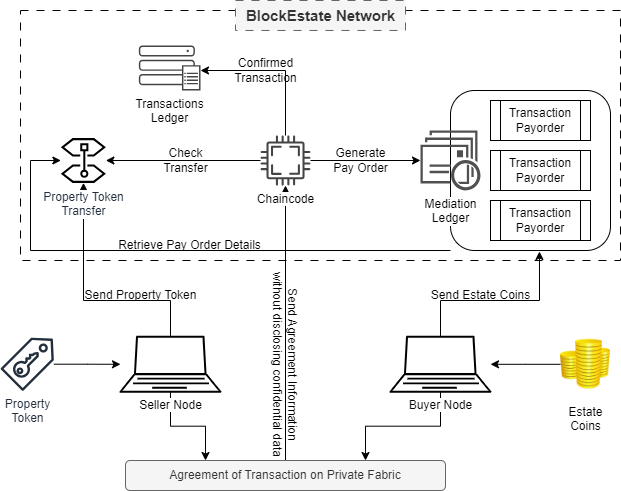 BlockEstate Network
Confirmed
Transaction
Transactions
Ledger
Transaction
Payorder
Check
Transfer
Generate
Pay Order
Transaction
Payorder
Property Token
Transfer
Chaincode
Mediation
Ledger
Transaction
Payorder
Retrieve Pay Order Details
Send Property Token
Send Agreement Information
without disclosing confidential data
Send Estate Coins
Property
Token
Seller Node
Buyer Node
Estate
Coins
Agreement of Transaction on Private Fabric